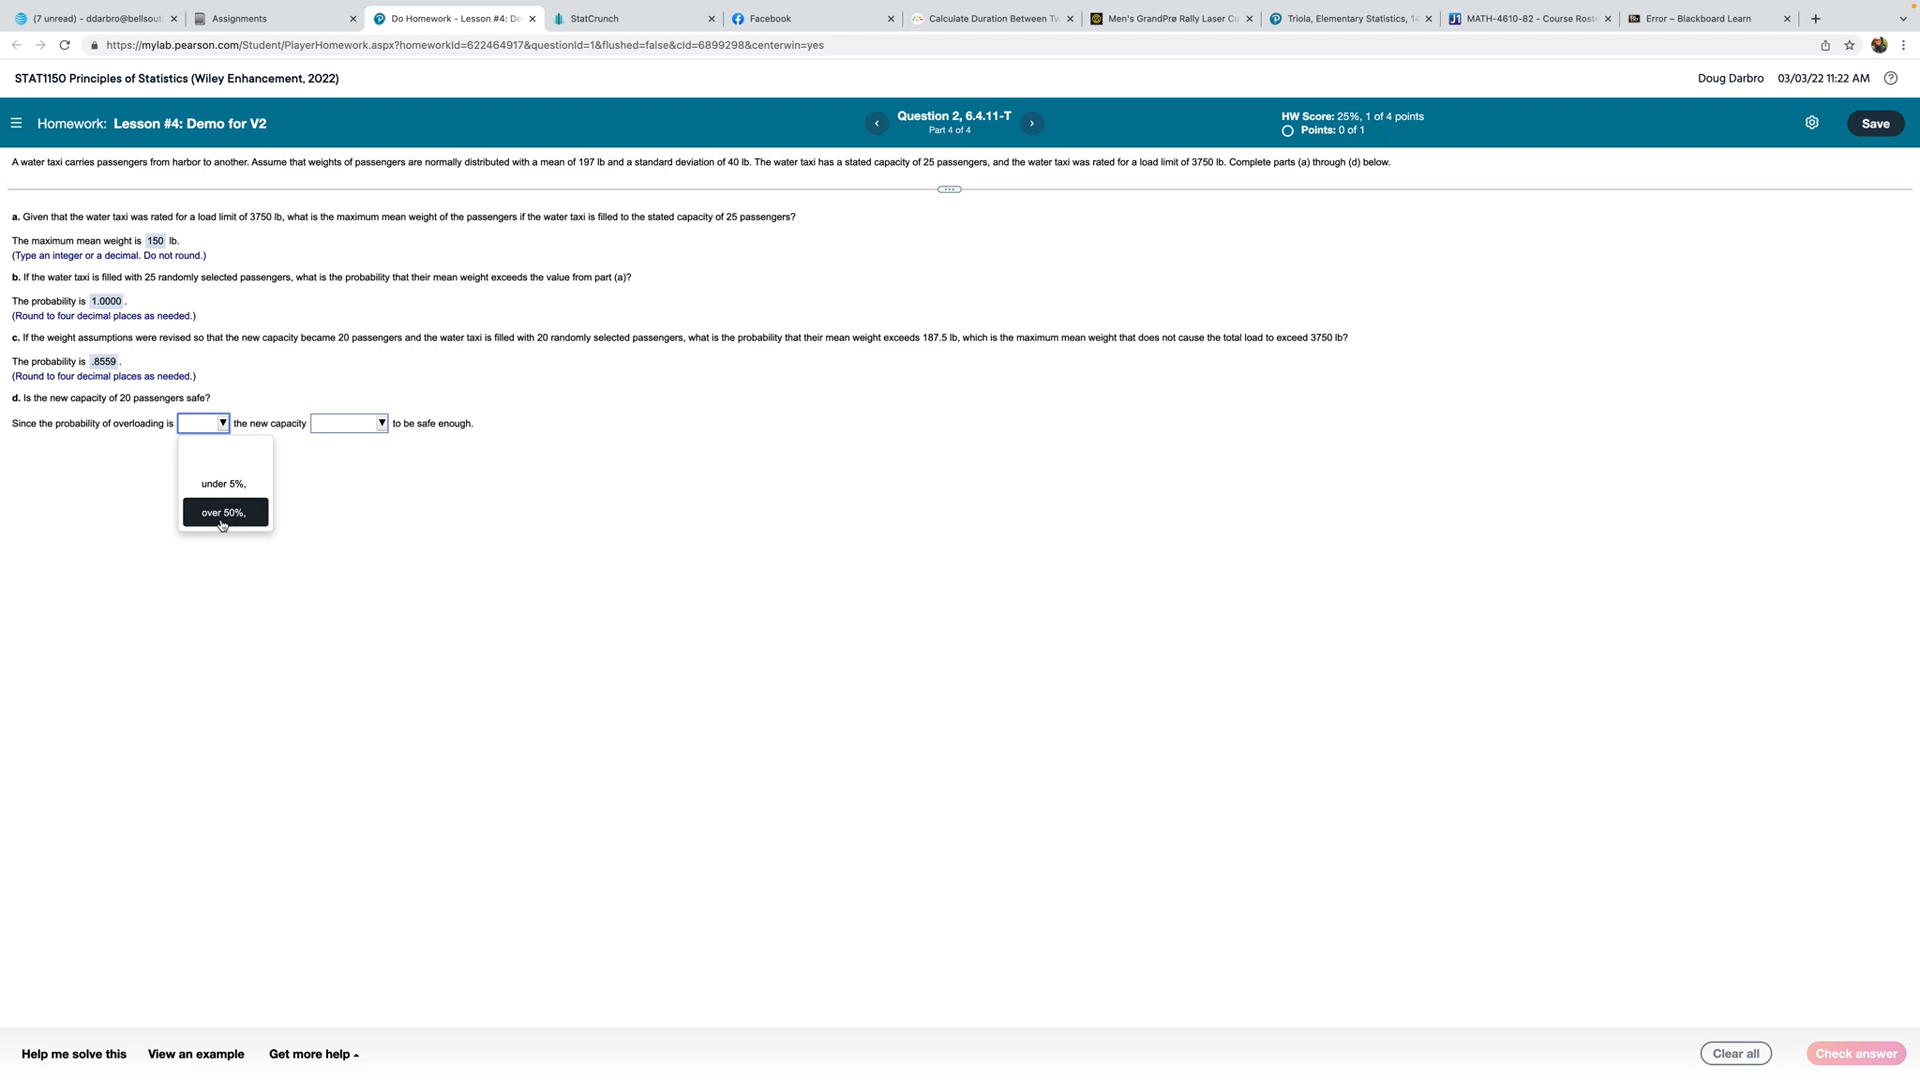 (7 unread) - ddarbro@bellsout
Assignments
Do Homework - Lesson #4: De
StatCrunch
Facebook
Calculate Duration Between Tw
Men's GrandPrø Rally Laser Cu
Triola, Elementary Statistics, 14
MATH-4610-82 - Course Roste
Error – Blackboard Learn
https://mylab.pearson.com/Student/PlayerHomework.aspx?homeworkId=622464917&questionId=1&flushed=false&cId=6899298&centerwin=yes
STAT1150 Principles of Statistics (Wiley Enhancement, 2022)
Doug Darbro 03/03/22 11:22 AM
Homework: Lesson #4: Demo for V2
Question 2, 6.4.11-T
Part 4 of 4
HW Score: 25%, 1 of 4 points
Points: 0 of 1
Save
A water taxi carries passengers from harbor to another. Assume that weights of passengers are normally distributed with a mean of 197 lb and a standard deviation of 40 lb. The water taxi has a stated capacity of 25 passengers, and the water taxi was rated for a load limit of 3750 lb. Complete parts (a) through (d) below.
a. Given that the water taxi was rated for a load limit of 3750 lb, what is the maximum mean weight of the passengers if the water taxi is filled to the stated capacity of 25 passengers?
The maximum mean weight is 150 lb.
(Type an integer or a decimal. Do not round.)
b. If the water taxi is filled with 25 randomly selected passengers, what is the probability that their mean weight exceeds the value from part (a)?
The probability is 1.0000.
(Round to four decimal places as needed.)
c. If the weight assumptions were revised so that the new capacity became 20 passengers and the water taxi is filled with 20 randomly selected passengers, what is the probability that their mean weight exceeds 187.5 lb, which is the maximum mean weight that does not cause the total load to exceed 3750 lb?
The probability is .8559.
(Round to four decimal places as needed.)
d. Is the new capacity of 20 passengers safe?
Since the probability of overloading is the new capacity to be safe enough.
under 5%,
over 50%,
Help me solve this
View an example
Get more help
Clear all
Check answer